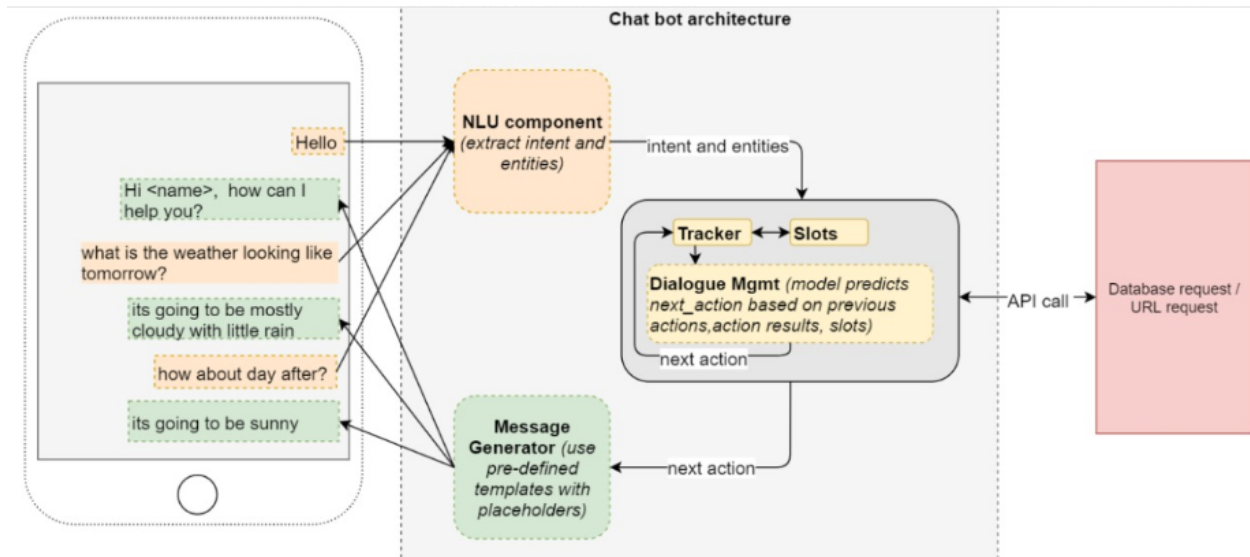 Chat bot architecture
Hello
Hi <name>, how can I
help you?
what is the weather looking like
tomorrow?
its going to be mostly
cloudy with little rain
how about day after?
its going to be sunny
NLU component
(extract intent and
entities)
intent and entities
Tracker
Slots
Dialogue Mgmt (model predicts
next_action based on previous
actions,action results, slots)
next action
API call
Database request /
URL request
next action
Message
Generator (use
pre-defined
templates with
placeholders)